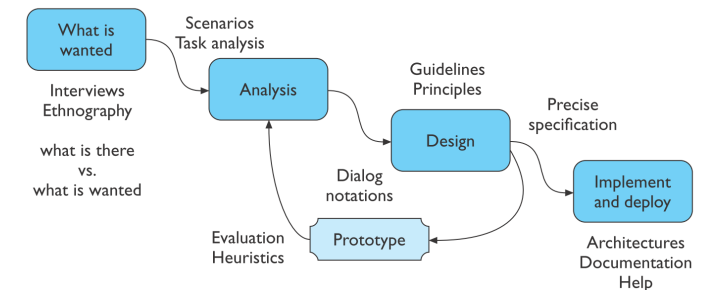 What is
wanted
Interviews
Ethnography
what is there
vs.
what is wanted
Scenarios
Task analysis
Analysis
Guidelines
Principles
Design
Dialog
notations
Prototype
Evaluation
Heuristics
Precise
specification
Implement
and deploy
Architectures
Documentation
Help